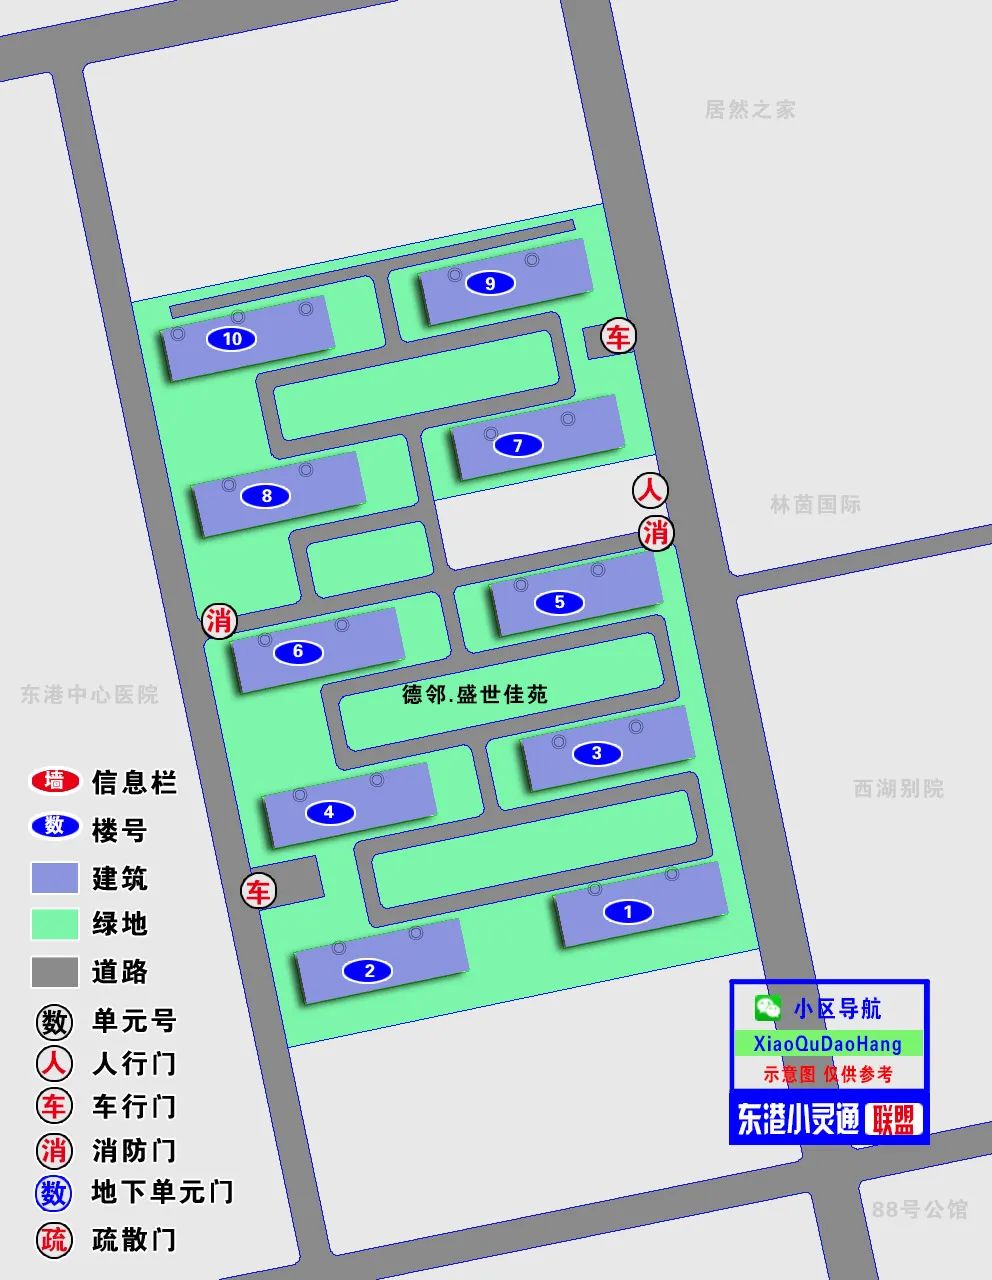 居然之家
9
10
车
7
8
人
林茵国际
消
5
消
6
东港中心医院
德邻.盛世佳苑
3
墙 信息栏
西湖别院
数 楼号
4
建筑
车
1
绿地
2
道路
数 单元号
小区导航
人 人行门
XiaoQuDaoHang
示意图 仅供参考
车 车行门
东港小灵通 联盟
消 消防门
数 地下单元门
88号公馆
疏 疏散门